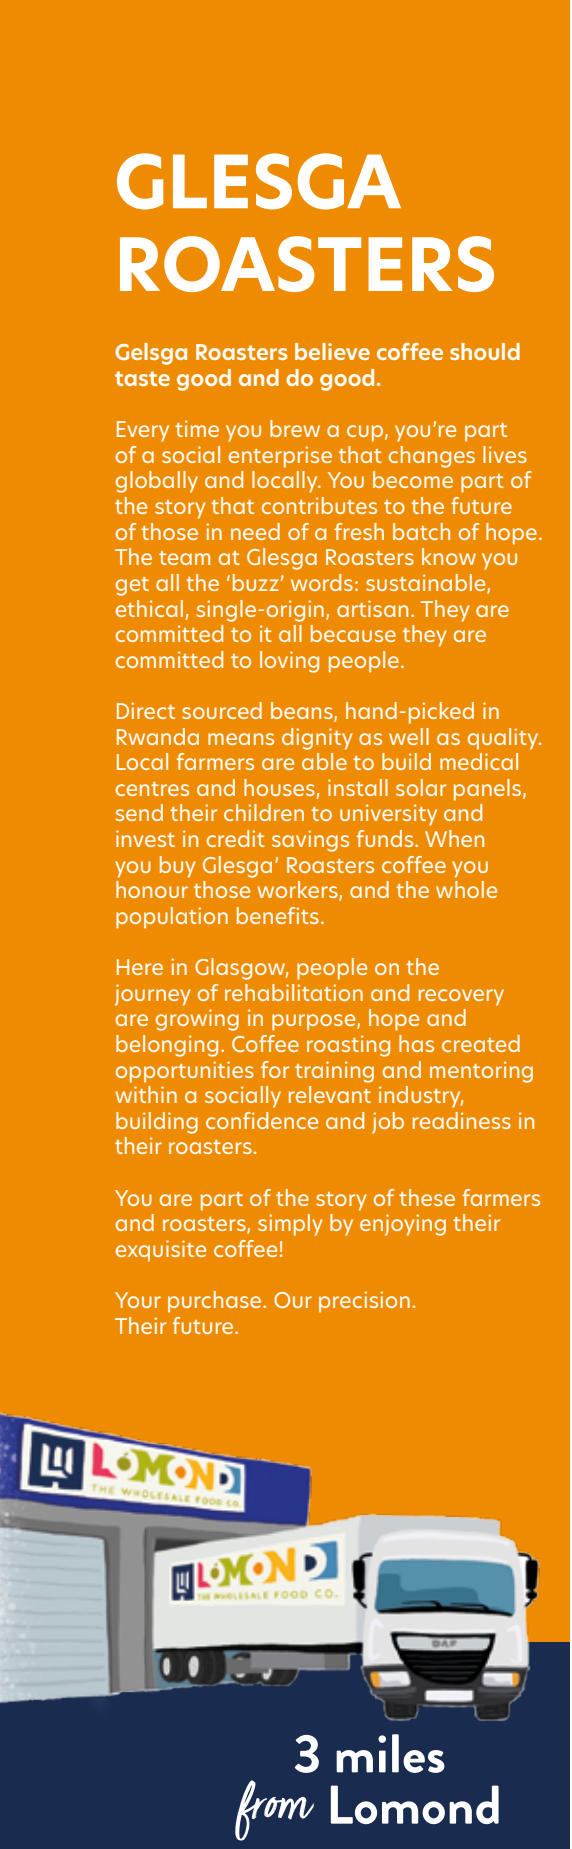 GLESGA
ROASTERS
Gelsga Roasters believe coffee should
taste good and do good.
Every time you brew a cup, you’re part
of a social enterprise that changes lives
globally and locally. You become part of
the story that contributes to the future
of those in need of a fresh batch of hope.
The team at Glesga Roasters know you
get all the ‘buzz’ words: sustainable,
ethical, single-origin, artisan. They are
committed to it all because they are
committed to loving people.
Direct sourced beans, hand-picked in
Rwanda means dignity as well as quality.
Local farmers are able to build medical
centres and houses, install solar panels,
send their children to university and
invest in credit savings funds. When
you buy Glesga’ Roasters coffee you
honour those workers, and the whole
population benefits.
Here in Glasgow, people on the
journey of rehabilitation and recovery
are growing in purpose, hope and
belonging. Coffee roasting has created
opportunities for training and mentoring
within a socially relevant industry,
building confidence and job readiness in
their roasters.
You are part of the story of these farmers
and roasters, simply by enjoying their
exquisite coffee!
Your purchase. Our precision.
Their future.
LOMOND
THE WHOLESALE FOOD CO.
LOMOND
THE WHOLESALE FOOD CO.
DAF
3 miles
from Lomond